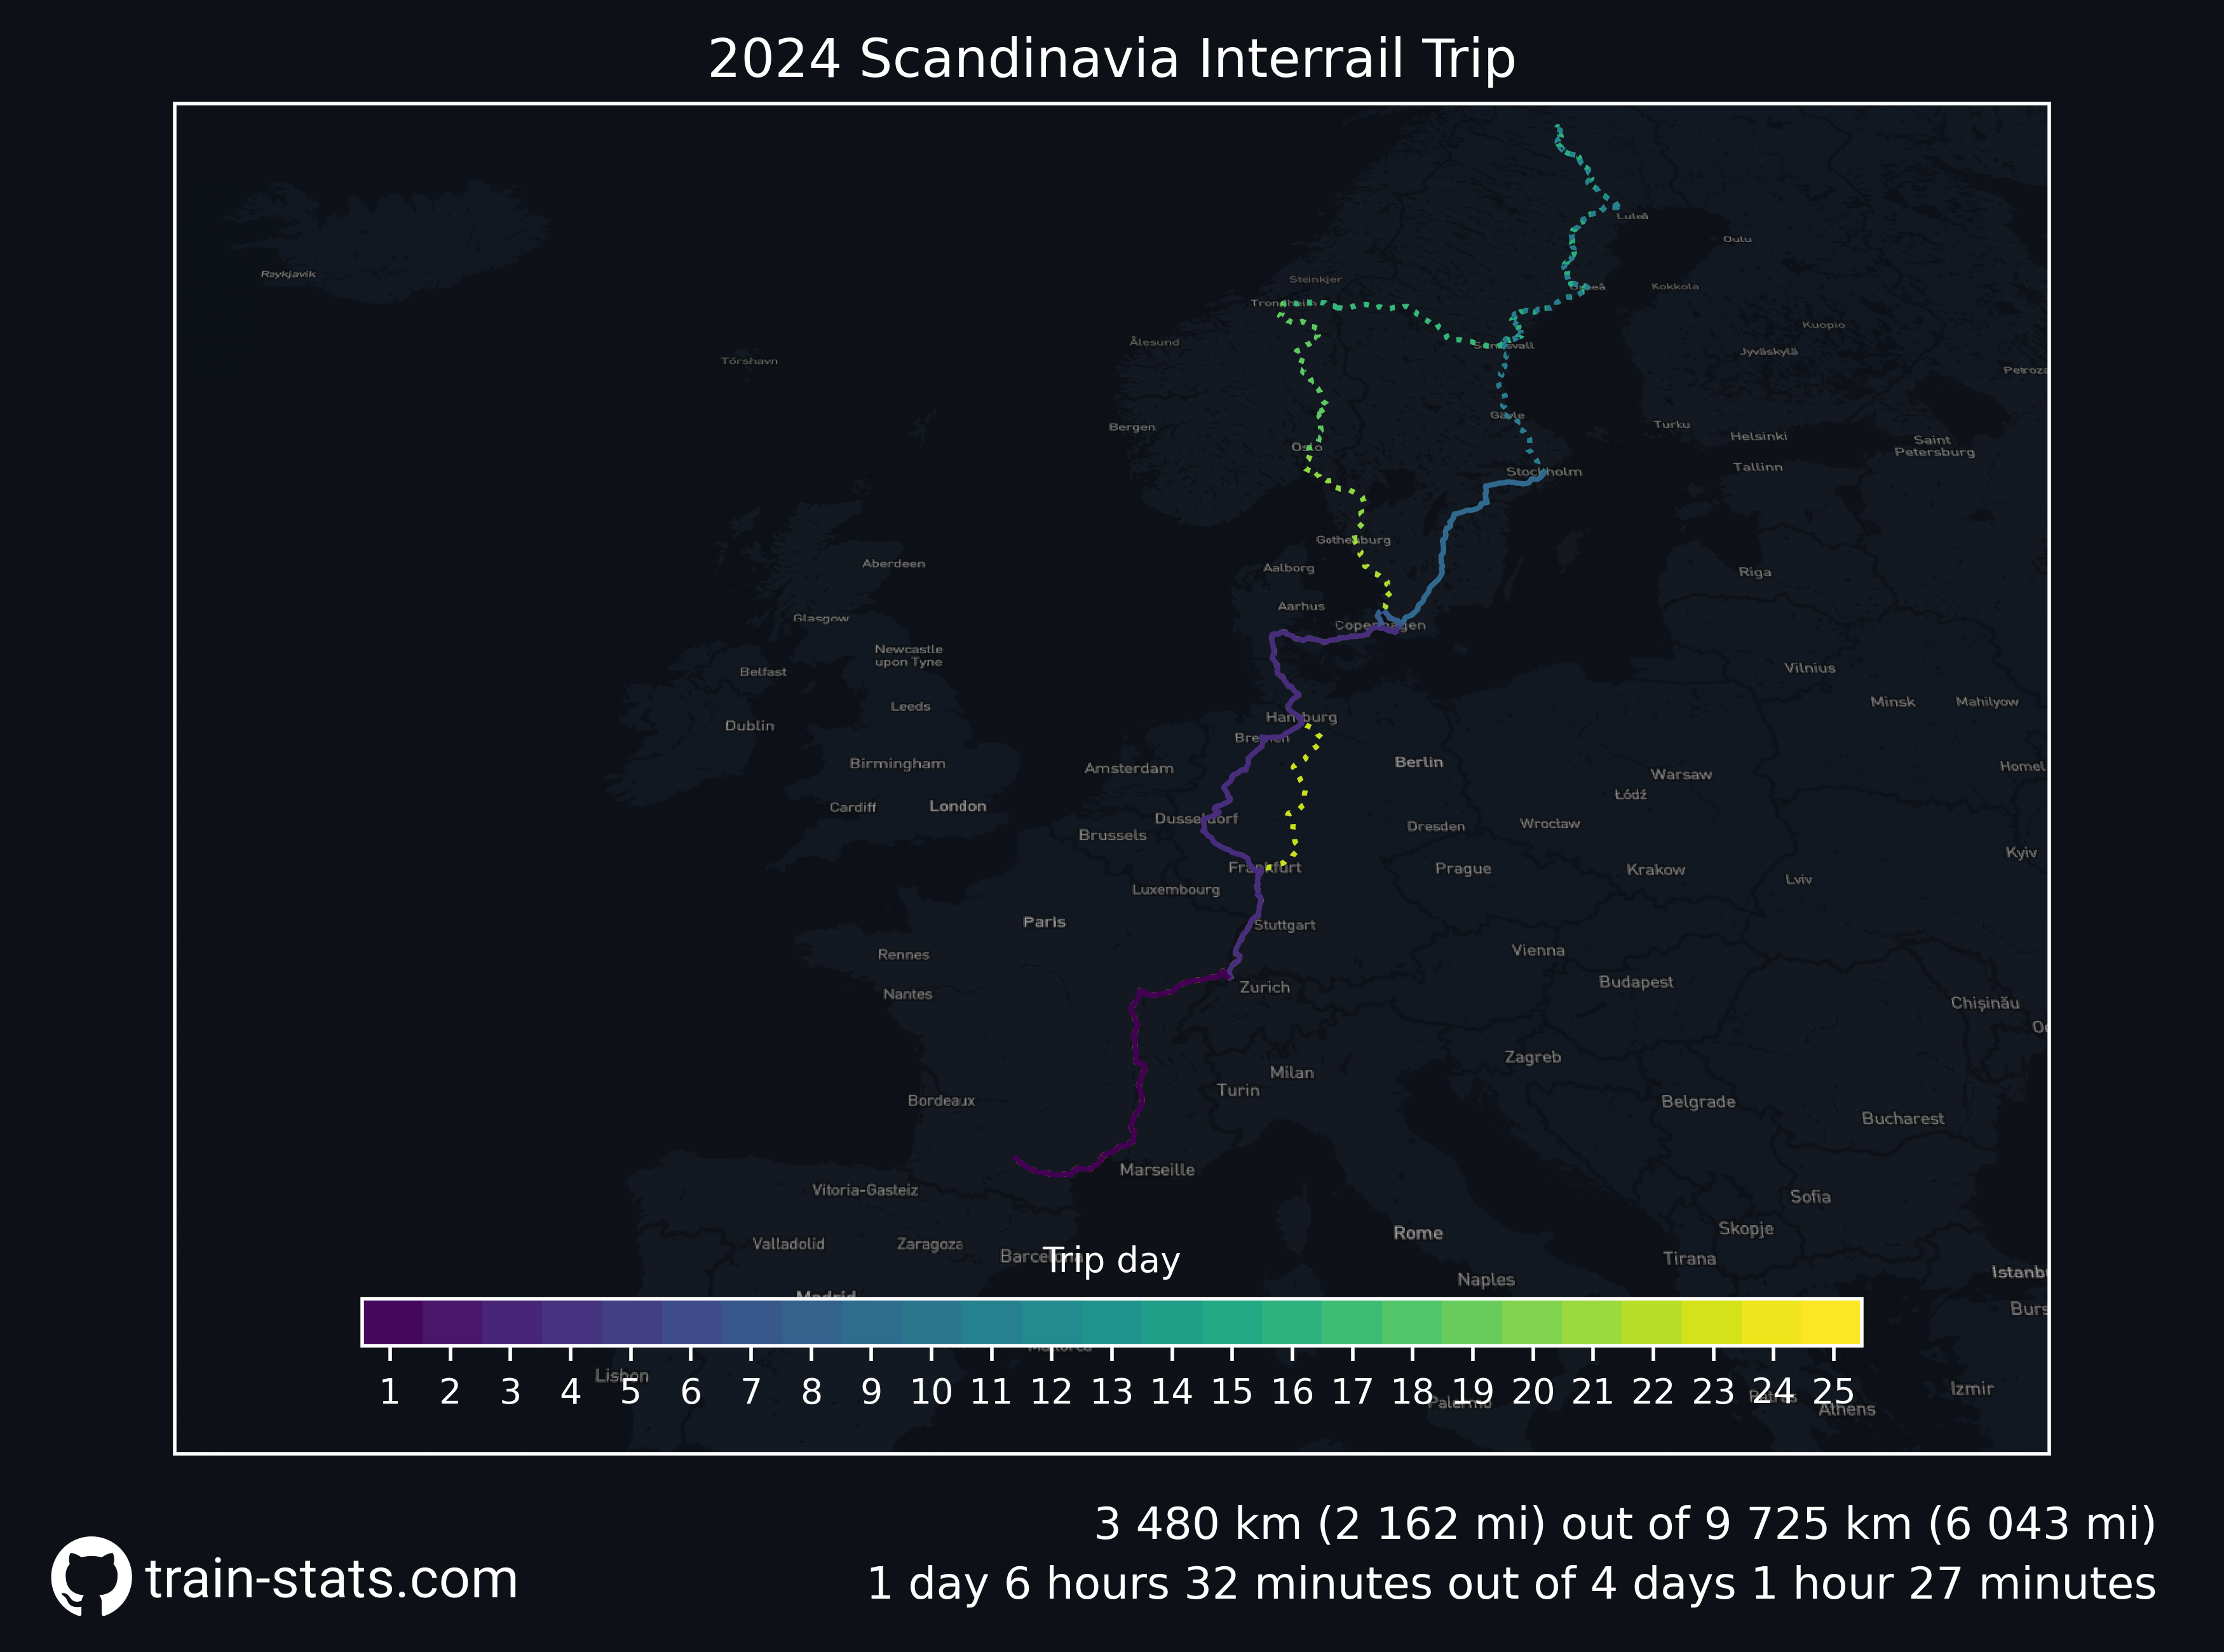 2024 Scandinavia Interrail Trip
Luleå
Oulu
Reykjavik
Steinkjer
Umeå
Kokkola
Trondheim
Kuopio
Ålesund
Sundsvall
Jyväskylä
Tórshavn
Gävle
Bergen
Turku
Helsinki
Saint
Petersburg
Oslo
Tallinn
Stockholm
Gothenburg
Aberdeen
Aalborg
Riga
Aarhus
Glasgow
Copenhagen
Newcastle
upon Tyne
Belfast
Vilnius
Leeds
Minsk
Mahilyow
Dublin
Hamburg
Bremen
Birmingham
Amsterdam
Berlin
Warsaw
Homel
Cardiff
London
Łódź
Dusseldorf
Brussels
Dresden
Wrocław
Kyiv
Frankfurt
Prague
Krakow
Lviv
Luxembourg
Paris
Stuttgart
Rennes
Vienna
Nantes
Zurich
Budapest
Chișinău
Zagreb
Milan
Turin
Bordeaux
Belgrade
Bucharest
Marseille
Vitoria-Gasteiz
Sofia
Skopje
Rome
Valladolid
Zaragoza
Barcelona
Tirana
Trip day
Naples
Madrid
Mallorca
Lisbon
Izmir
1 2 3 4 5 6 7 8 9 10 11 12 13 14 15 16 17 18 19 20 21 22 23 24 25
Palermo
Patras
Athens
3 480 km (2 162 mi) out of 9 725 km (6 043 mi)
train-stats.com
1 day 6 hours 32 minutes out of 4 days 1 hour 27 minutes